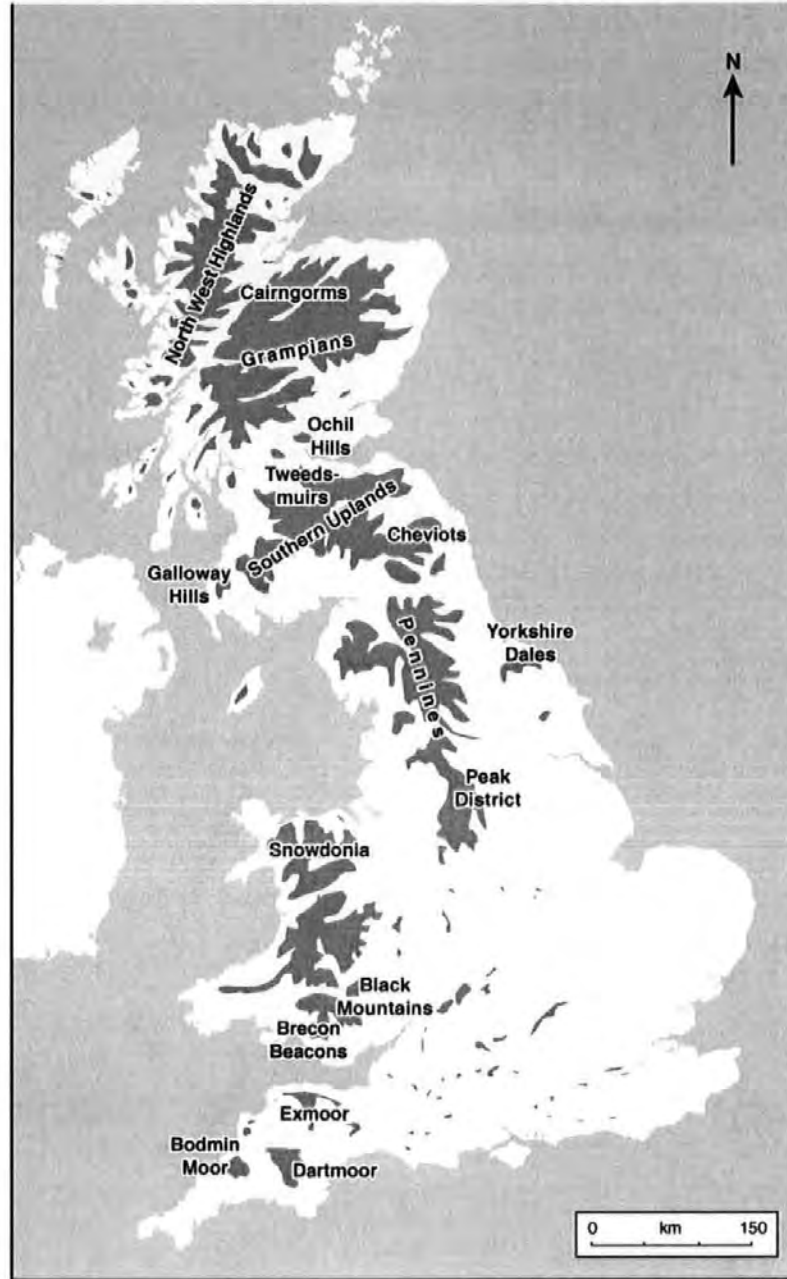 N
North West Highlands
Cairngorms
Grampians
Ochil
Hills
Tweeds-
muirs
Southern Uplands
Cheviots
Galloway
Hills
Yorkshire
Dales
Pennines
Peak
District
Snowdonia
Black
Mountains
Brecon
Beacons
Exmoor
Bodmin
Moor
Dartmoor
0 km 150